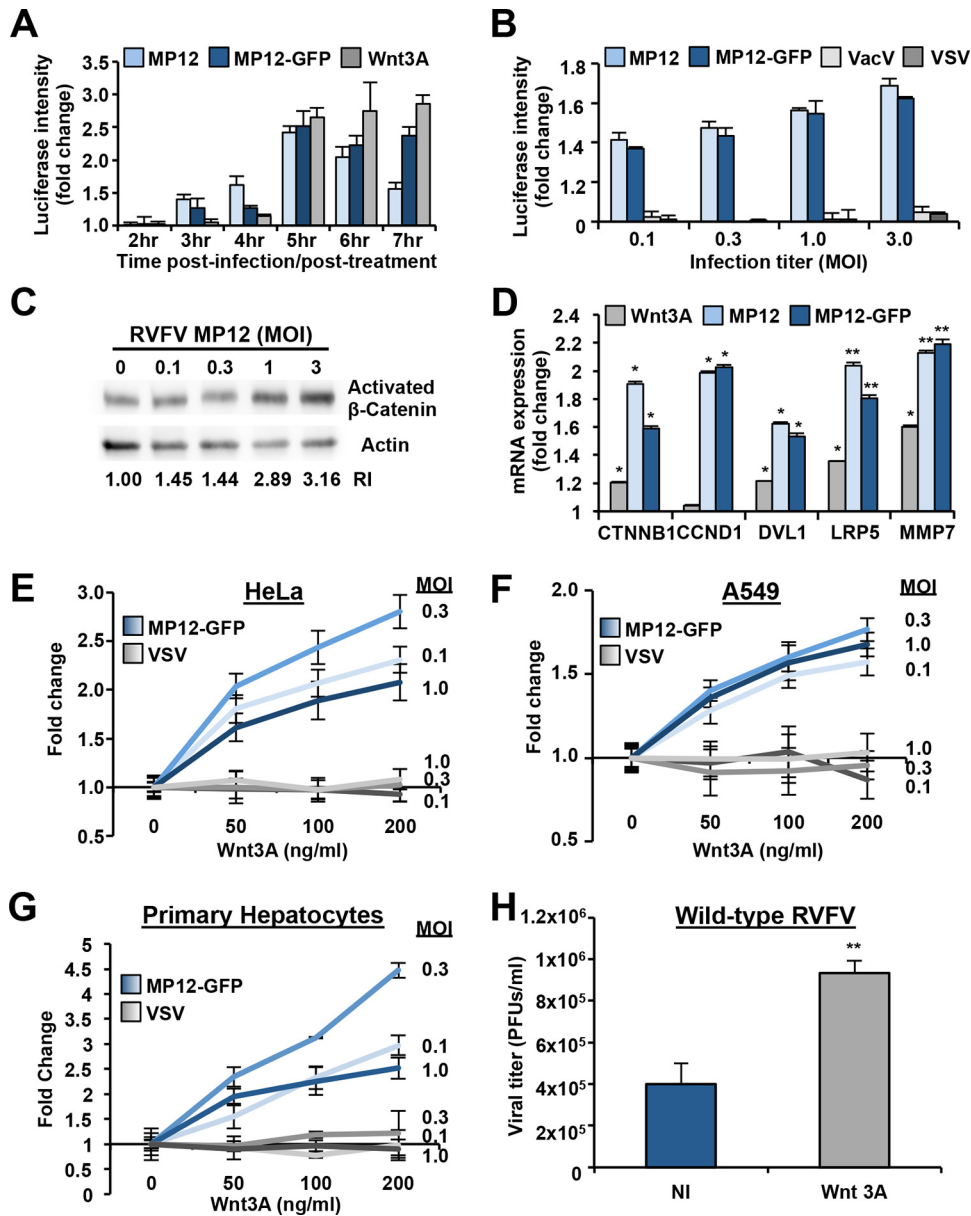 A
MP12 MP12-GFP Wnt3A
Luciferase intensity
(fold change)
3.5
3.0
2.5
2.0
1.5
1.0
2hr 3hr 4hr 5hr 6hr 7hr
Time post-infection/post-treatment
B
MP12 MP12-GFP VacV VSV
Luciferase intensity
(fold change)
1.8
1.6
1.4
1.2
0
0.1 0.3 1.0 3.0
Infection titer (MOI)
C
RVFV MP12 (MOI)
0 0.1 0.3 1 3
Activated
β-Catenin
Actin
1.00 1.45 1.44 2.89 3.16 RI
D
Wnt3A MP12 MP12-GFP
mRNA expression
(fold change)
2.4
2.2
2
1.8
1.6
1.4
1.2
1
* * *
* *
* * *
* ** **
* ** **
CTNNB1 CCND1 DVL1 LRP5 MMP7
E
HeLa
MOI
MP12-GFP
VSV
Fold change
3.0
2.5
2.0
1.5
1.0
0.5
0.3
0.1
1.0
1.0
0.3
0.1
0 50 100 200
Wnt3A (ng/ml)
F
A549
MOI
MP12-GFP
VSV
Fold change
2.0
1.5
1.0
0.5
0.3
1.0
0.1
1.0
0.3
0.1
0 50 100 200
Wnt3A (ng/ml)
G
Primary Hepatocytes
MOI
MP12-GFP
VSV
Fold Change
5
4.5
4
3.5
3
2.5
2
1.5
1
0.5
0
0.3
0.1
1.0
0.3
0.1
1.0
0 50 100 200
Wnt3A (ng/ml)
H
Wild-type RVFV
Viral titer (PFUs/ml)
1.2x10⁶
1x10⁶
8x10⁵
6x10⁵
4x10⁵
2x10⁵
0
**
NI Wnt 3A